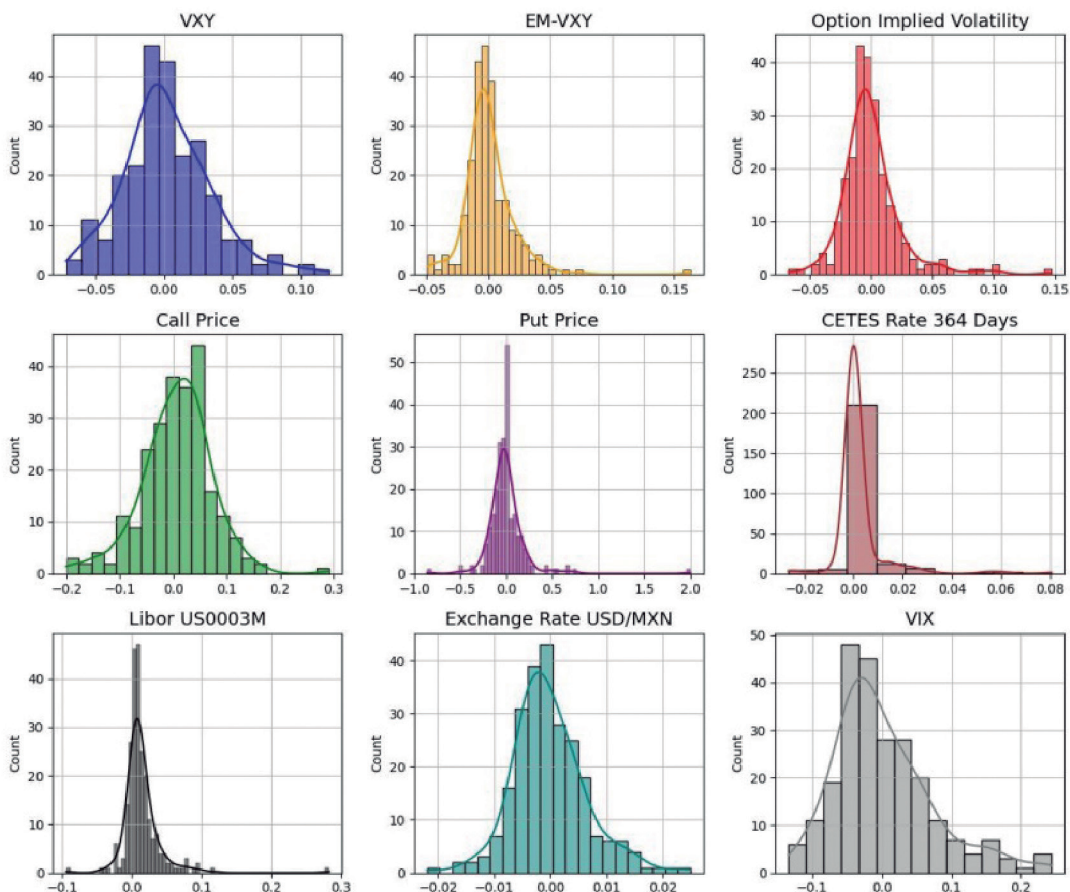 VXY
EM-VXY
Option Implied Volatility
Count
40
30
20
10
0
−0.05 0.00 0.05 0.10
Count
40
30
20
10
0
−0.05 0.00 0.05 0.10 0.15
Count
40
30
20
10
0
−0.05 0.00 0.05 0.10 0.15
Call Price
Put Price
CETES Rate 364 Days
Count
40
30
20
10
0
−0.2 −0.1 0.0 0.1 0.2 0.3
Count
50
40
30
20
10
0
−1.0 −0.5 0.0 0.5 1.0 1.5 2.0
Count
250
200
150
100
50
0
−0.02 0.00 0.02 0.04 0.06 0.08
Libor US0003M
Exchange Rate USD/MXN
VIX
Count
40
30
20
10
0
−0.1 0.0 0.1 0.2 0.3
Count
40
30
20
10
0
−0.02 −0.01 0.00 0.01 0.02
Count
50
40
30
20
10
0
−0.1 0.0 0.1 0.2